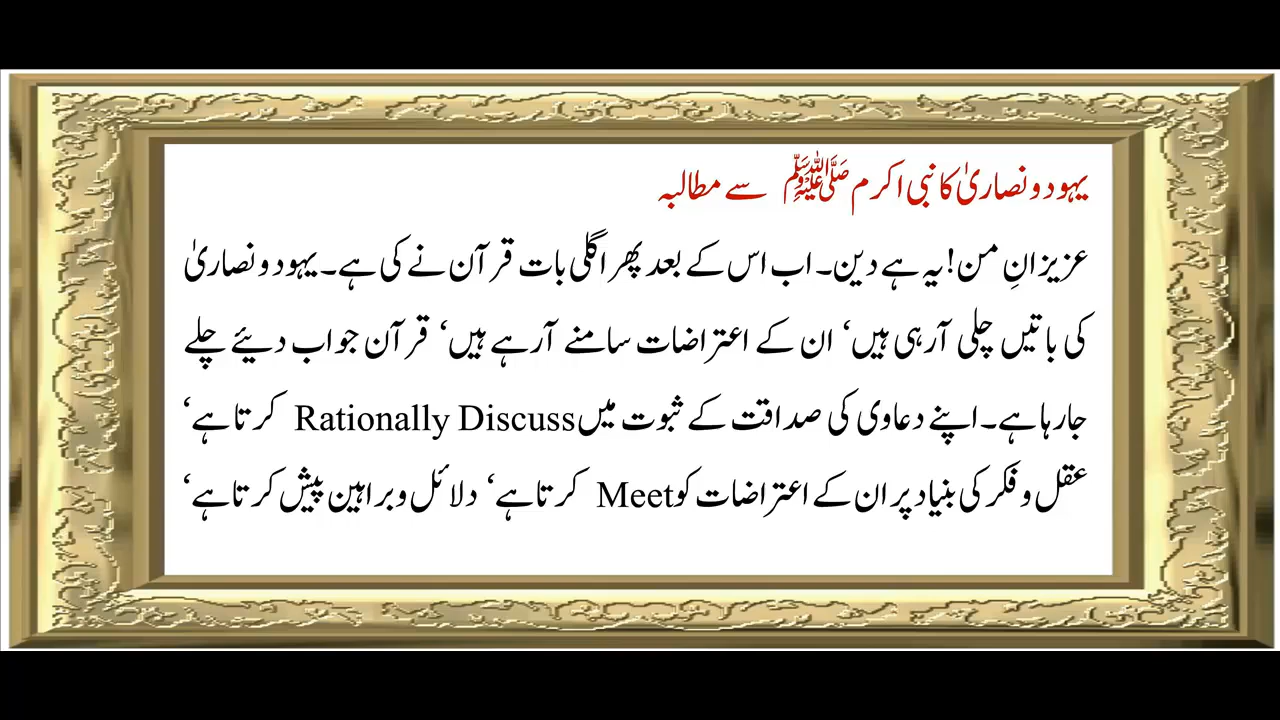 یہود و نصاریٰ کا نبی اکرم ﷺ سے مطالبہ
عزیزانِ من! یہ ہے دین۔ اب اس کے بعد پھر اگلی بات قرآن نے کی ہے۔ یہود و نصاریٰ
کی باتیں چلی آرہی ہیں‘ ان کے اعتراضات سامنے آرہے ہیں‘ قرآن جواب دیئے چلے
جارہا ہے۔ اپنے دعاوی کی صداقت کے ثبوت میں Rationally Discuss کرتا ہے‘
عقل و فکر کی بنیاد پر ان کے اعتراضات کو Meet کرتا ہے‘ دلائل و براہین پیش کرتا ہے‘